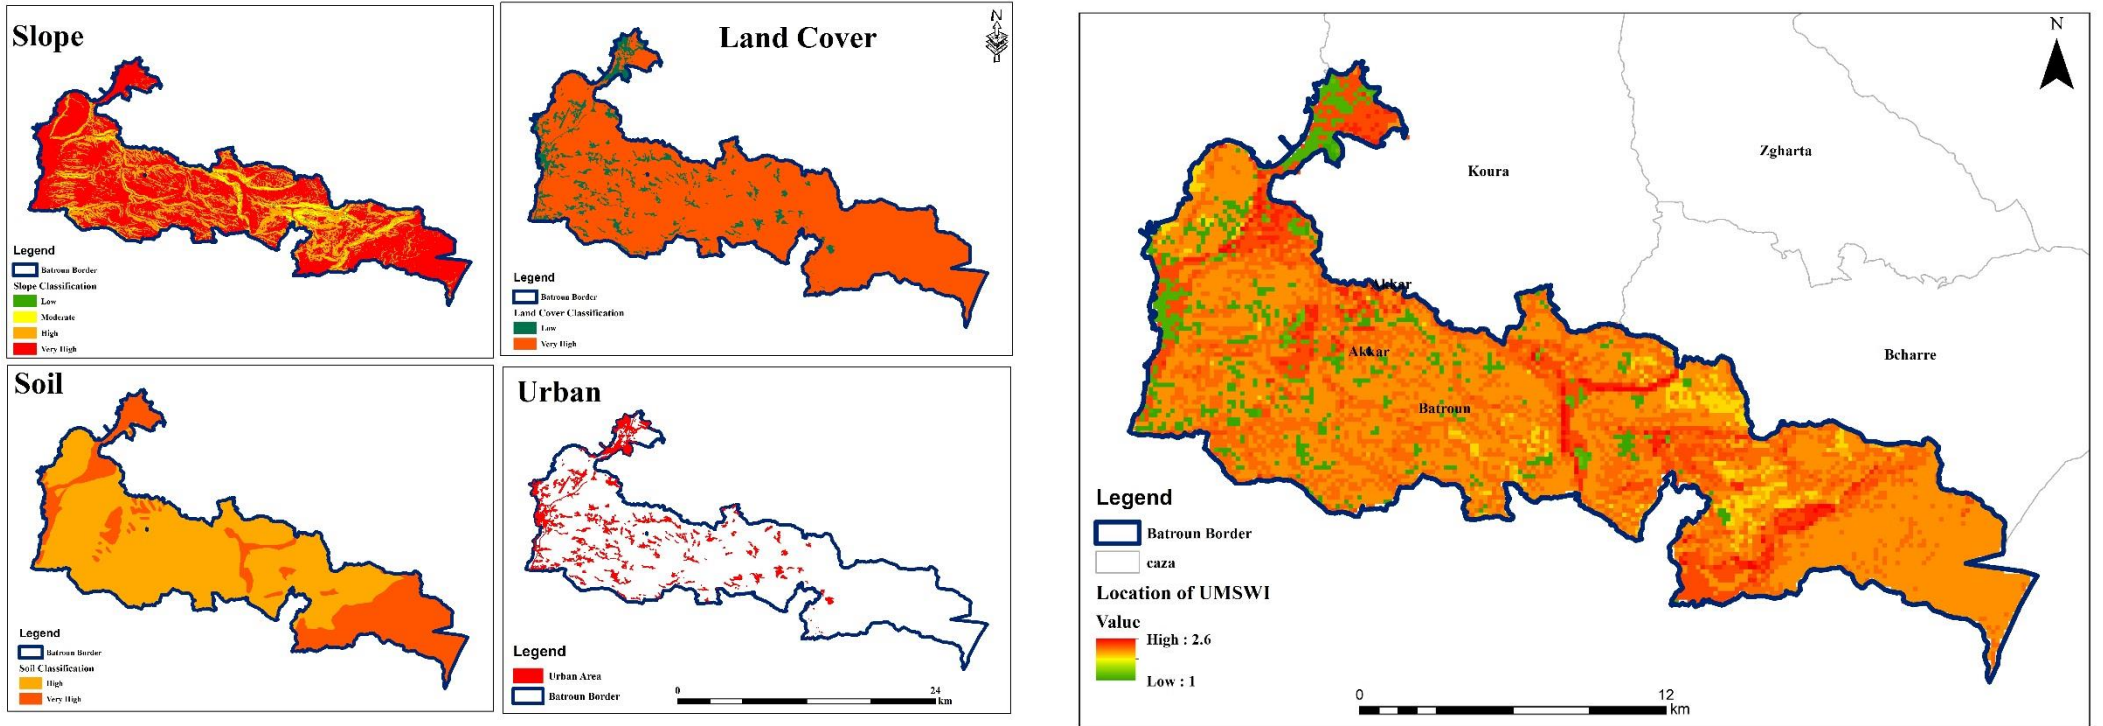 Slope
Legend
Batroun Border
Slope Classification
Low
Moderate
High
Very High
Land Cover
N
Legend
Batroun Border
Land Cover Classification
Low
Very High
Soil
Legend
Batroun Border
Soil Classification
High
Very High
Urban
Legend
Urban Area
Batroun Border
0 24
km
N
Zgharta
Koura
Akkar
Akkar
Bcharre
Batroun
Legend
Batroun Border
caza
Location of UMSWI
Value
High : 2.6
Low : 1
0 12
km